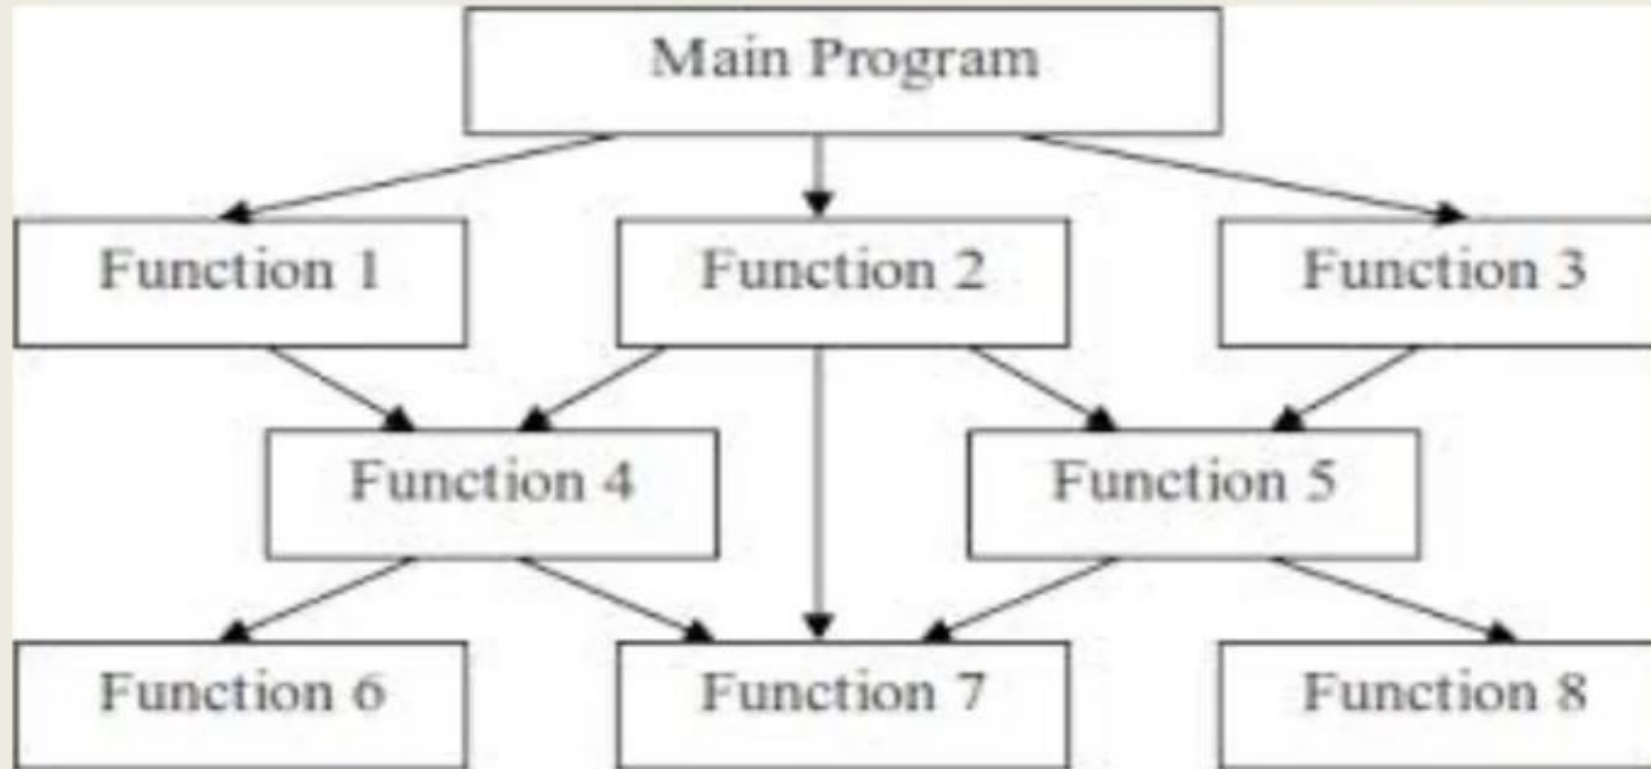 Main Program
Function 1
Function 2
Function 3
Function 4
Function 5
Function 6
Function 7
Function 8